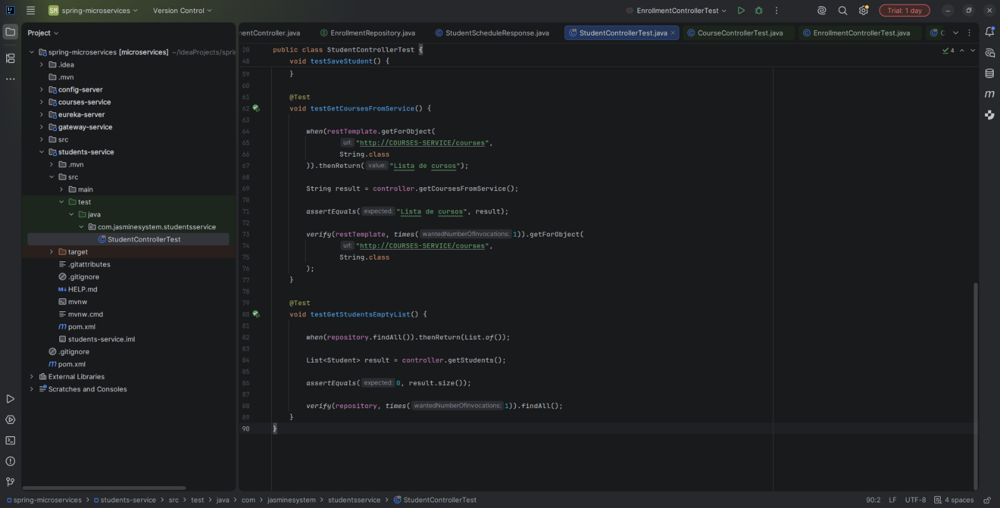 SM spring-microservices Version Control EnrollmentControllerTest Trial: 1 day
Project
mentController.java EnrollmentRepository.java StudentScheduleResponse.java StudentControllerTest.java CourseControllerTest.java EnrollmentControllerTest.java C
spring-microservices [microservices] ~/IdeaProjects/sprin
.idea
.mvn
config-server
courses-service
eureka-server
gateway-service
src
students-service
.mvn
src
main
test
java
com.jasminesystem.studentsservice
StudentControllerTest
target
.gitattributes
.gitignore
M↓ HELP.md
mvnw
mvnw.cmd
m pom.xml
students-service.iml
.gitignore
m pom.xml
External Libraries
Scratches and Consoles
4
20 public class StudentControllerTest {
48 void testSaveStudent() {
59 }
60
61 @Test
62 void testGetCoursesFromService() {
63
64 when(restTemplate.getForObject(
65 url: "http://COURSES-SERVICE/courses",
66 String.class
67 )).thenReturn( value: "Lista de cursos");
68
69 String result = controller.getCoursesFromService();
70
71 assertEquals( expected: "Lista de cursos", result);
72
73 verify(restTemplate, times( wantedNumberOfInvocations: 1)).getForObject(
74 url: "http://COURSES-SERVICE/courses",
75 String.class
76 );
77 }
78
79 @Test
80 void testGetStudentsEmptyList() {
81
82 when(repository.findAll()).thenReturn(List.of());
83
84 List<Student> result = controller.getStudents();
85
86 assertEquals( expected: 0, result.size());
87
88 verify(repository, times( wantedNumberOfInvocations: 1)).findAll();
89 }
90 }
m
spring-microservices > students-service > src > test > java > com > jasminesystem > studentsservice > StudentControllerTest 90:2 LF UTF-8 4 spaces